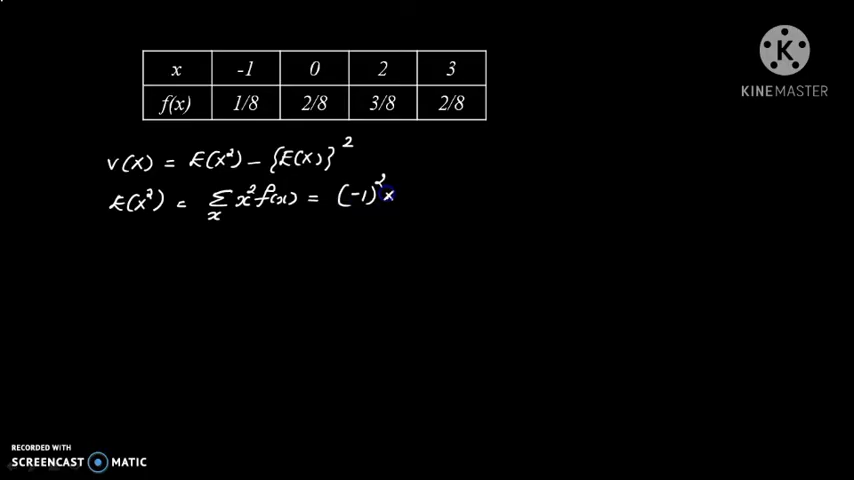 K
KINEMASTER
x -1 0 2 3
f(x) 1/8 2/8 3/8 2/8
V(X) = E(X²) - {E(X)}²
E(X²) = Σₓ x² f(x) = (-1)² ×
RECORDED WITH
SCREENCAST MATIC